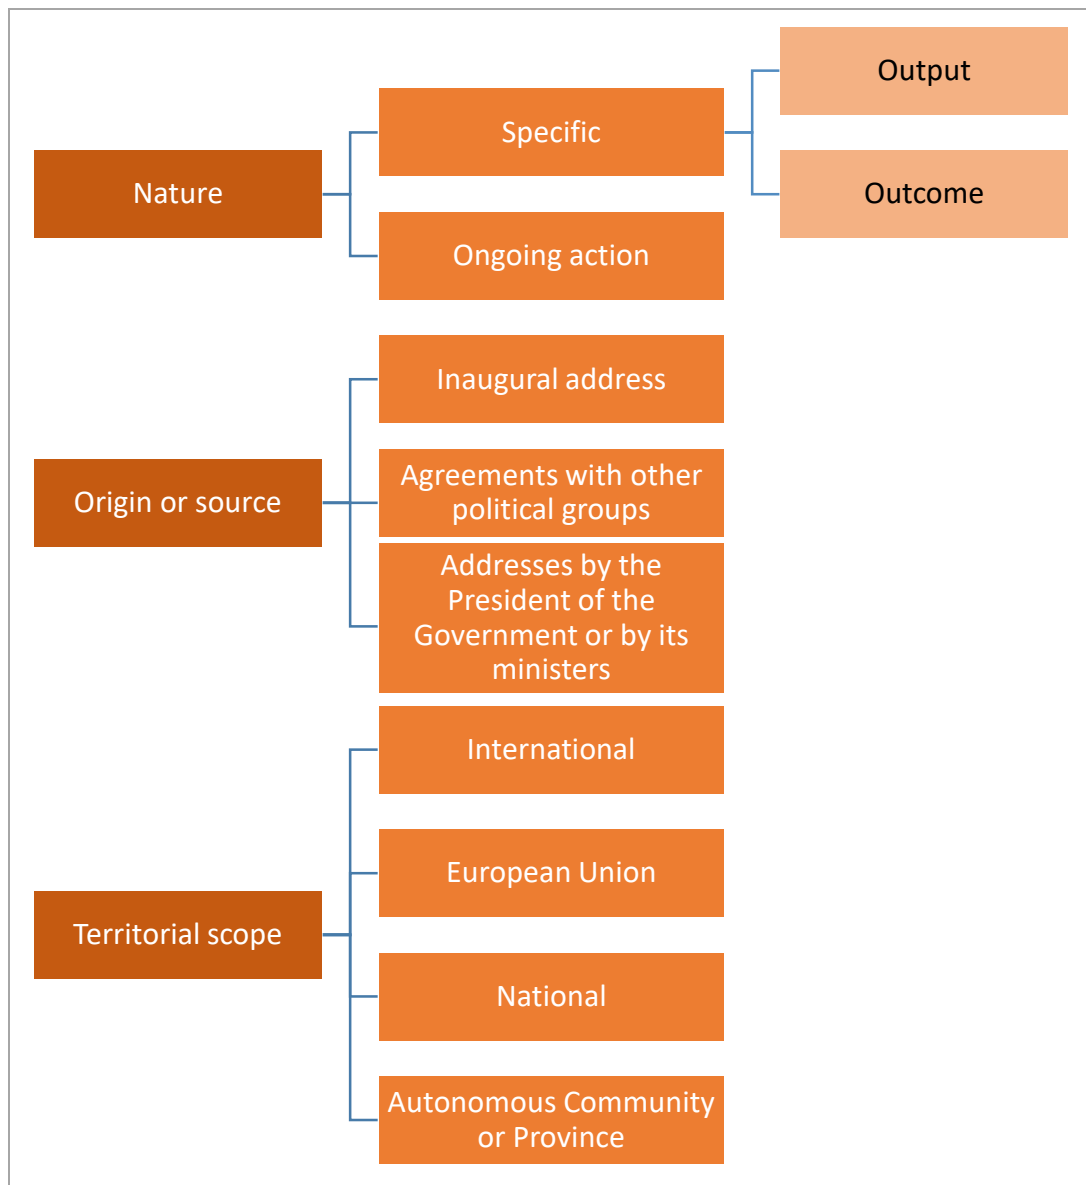 Output
Specific
Nature
Outcome
Ongoing action
Inaugural address
Origin or source
Agreements with other
political groups
Addresses by the
President of the
Government or by its
ministers
International
European Union
Territorial scope
National
Autonomous Community
or Province